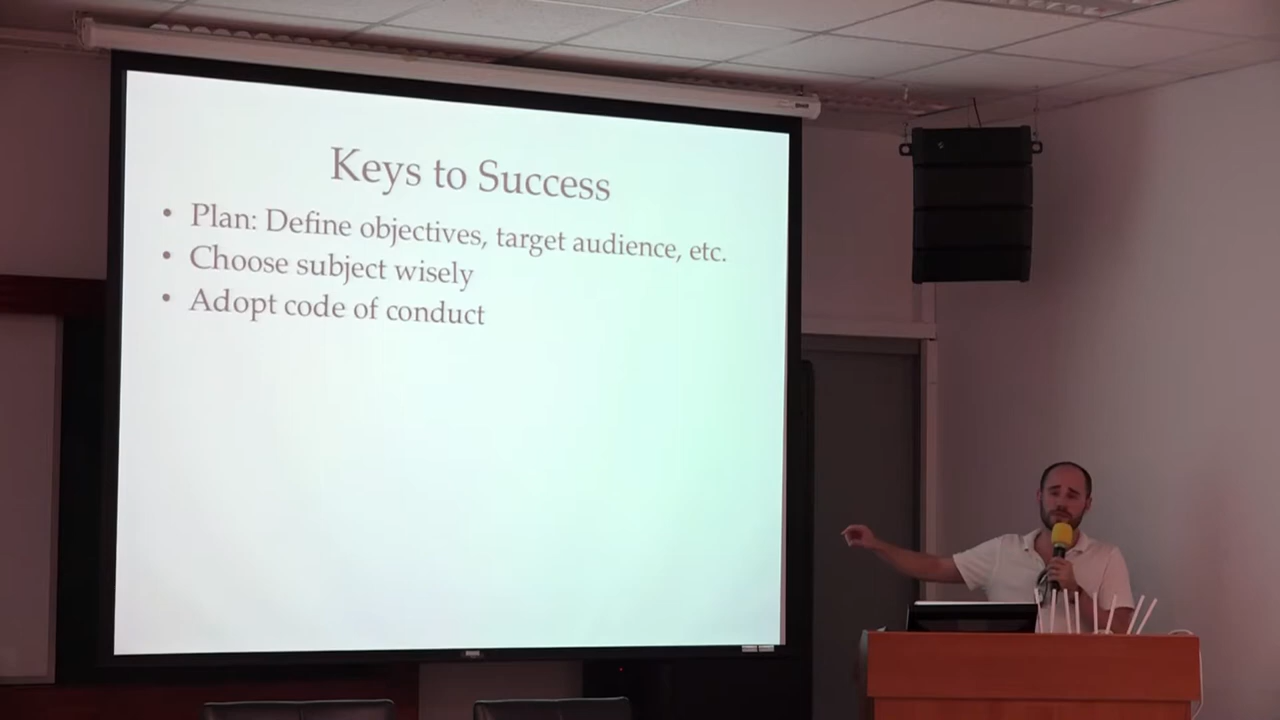 Keys to Success
• Plan: Define objectives, target audience, etc.
• Choose subject wisely
• Adopt code of conduct